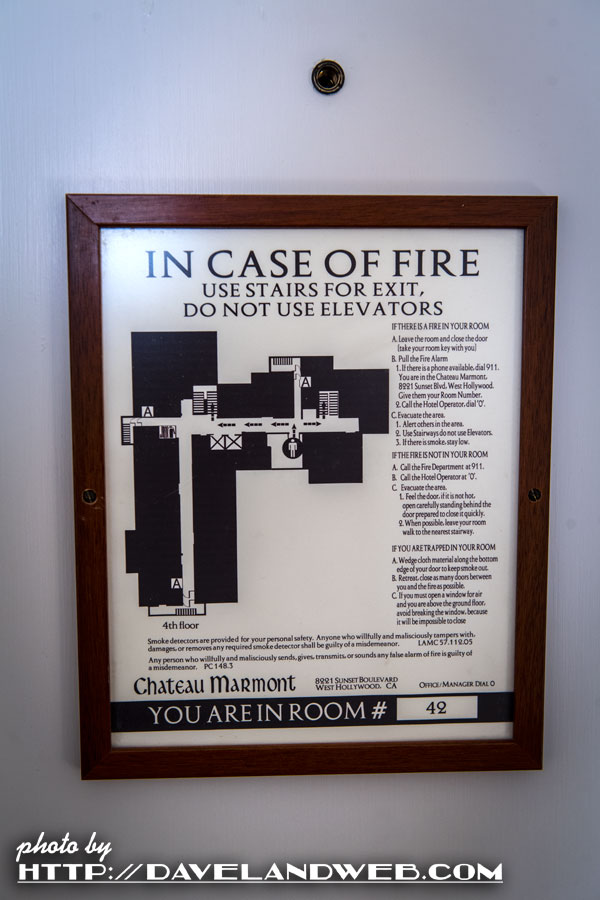 IN CASE OF FIRE
USE STAIRS FOR EXIT,
DO NOT USE ELEVATORS
A
A
A
4th floor
IF THERE IS A FIRE IN YOUR ROOM
A. Leave the room and close the door
(take your room key with you)
B. Pull the Fire Alarm
1. If there is a phone available, dial 911.
You are in the Chateau Marmont,
8221 Sunset Blvd, West Hollywood.
Give them your Room Number.
2. Call the Hotel Operator, dial "0".
C. Evacuate the area.
1. Alert others in the area.
2. Use Stairways do not use Elevators.
3. If there is smoke, stay low.
IF THE FIRE IS NOT IN YOUR ROOM
A. Call the Fire Department at 911.
B. Call the Hotel Operator at "0".
C. Evacuate the area.
1. Feel the door, if it is not hot,
open carefully standing behind the
door prepared to close it quickly.
2. When possible, leave your room
walk to the nearest stairway.
IF YOU ARE TRAPPED IN YOUR ROOM
A. Wedge cloth material along the bottom
edge of your door to keep smoke out.
B. Retreat, close as many doors between
you and the fire as possible.
C. If you must open a window for air
and you are above the ground floor,
avoid breaking the window, because
it will be impossible to close
Smoke detectors are provided for your personal safety. Anyone who willfully and maliciously tampers with,
damages, or removes any required smoke detector shall be guilty of a misdemeanor. LAMC 57.112.05
Any person who willfully and maliciously sends, gives, transmits, or sounds any false alarm of fire is guilty of
a misdemeanor. PC 148.3
Chateau Marmont
8221 SUNSET BOULEVARD
WEST HOLLYWOOD, CA
OFFICE/MANAGER DIAL 0
YOU ARE IN ROOM # 42
photo by
HTTP://DAVELANDWEB.COM